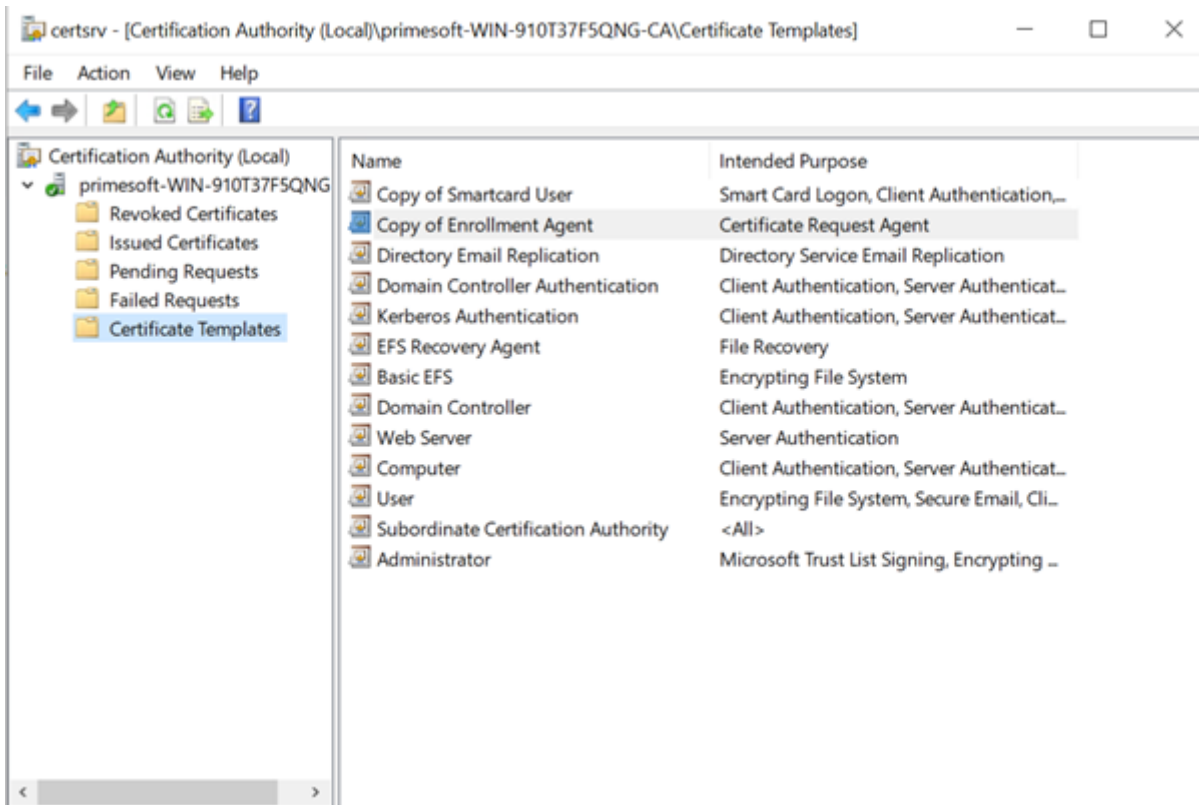 certsrv - [Certification Authority (Local)\primesoft-WIN-910T37F5QNG-CA\Certificate Templates]
File Action View Help
Certification Authority (Local)
primesoft-WIN-910T37F5QNG
Revoked Certificates
Issued Certificates
Pending Requests
Failed Requests
Certificate Templates
Name Intended Purpose
Copy of Smartcard User Smart Card Logon, Client Authentication,...
Copy of Enrollment Agent Certificate Request Agent
Directory Email Replication Directory Service Email Replication
Domain Controller Authentication Client Authentication, Server Authenticat...
Kerberos Authentication Client Authentication, Server Authenticat...
EFS Recovery Agent File Recovery
Basic EFS Encrypting File System
Domain Controller Client Authentication, Server Authenticat...
Web Server Server Authentication
Computer Client Authentication, Server Authenticat...
User Encrypting File System, Secure Email, Cli...
Subordinate Certification Authority <All>
Administrator Microsoft Trust List Signing, Encrypting ...